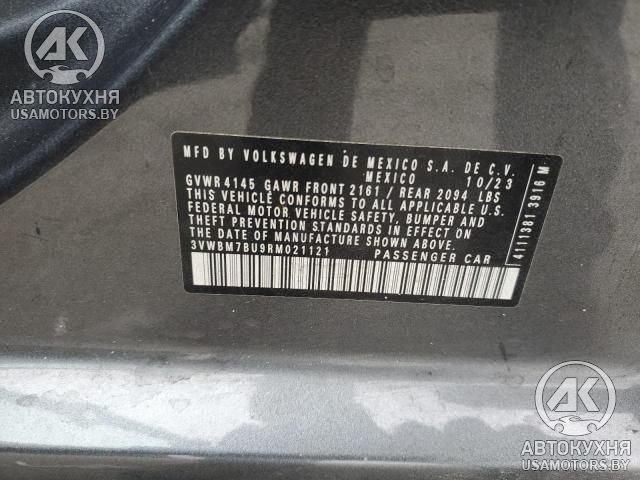 AK
АВТОКУХНЯ
USAMOTORS.BY
MFD BY VOLKSWAGEN DE MEXICO S.A. DE C.V.
MEXICO 10/23
GVWR 4145 GAWR FRONT 2161 / REAR 2094 LBS
THIS VEHICLE CONFORMS TO ALL APPLICABLE U.S.
FEDERAL MOTOR VEHICLE SAFETY, BUMPER AND
THEFT PREVENTION STANDARDS IN EFFECT ON
THE DATE OF MANUFACTURE SHOWN ABOVE.
3VWBM7BU9RM021121 PASSENGER CAR
4111381 3916 M
AK
АВТОКУХНЯ
USAMOTORS.BY